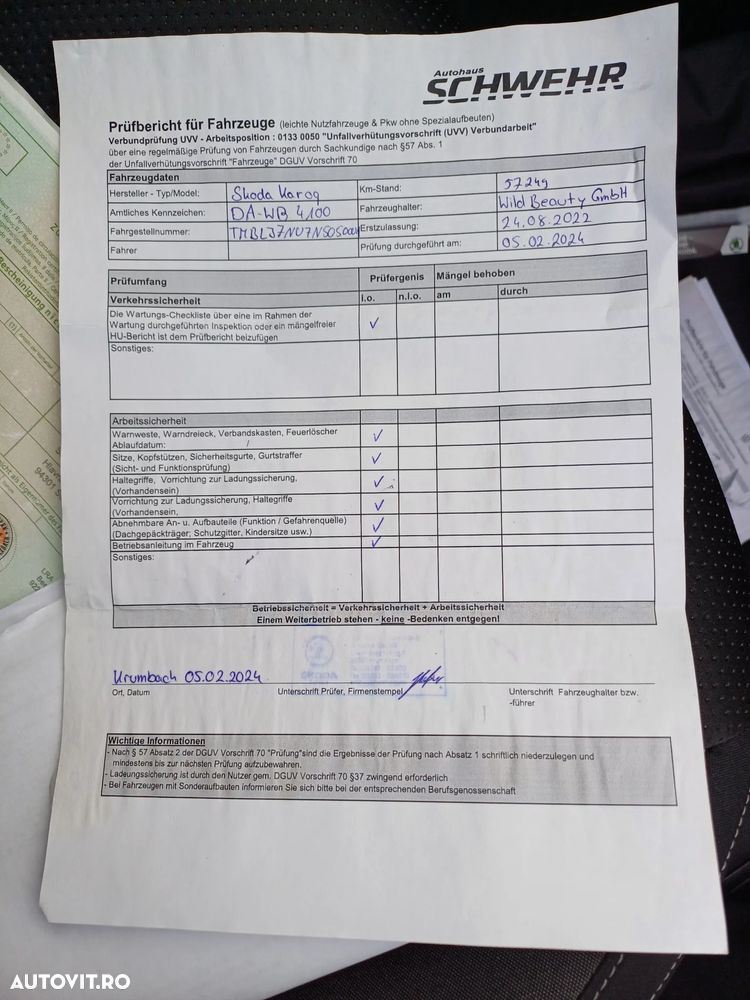 Autohaus
SCHWEHR
Prüfbericht für Fahrzeuge (leichte Nutzfahrzeuge & Pkw ohne Spezialaufbeuten)
Verbundprüfung UVV - Arbeitsposition : 0133 0050 "Unfallverhütungsvorschrift (UVV) Verbundarbeit"
über eine regelmäßige Prüfung von Fahrzeugen durch Sachkundige nach §57 Abs. 1
der Unfallverhütungsvorschrift "Fahrzeuge" DGUV Vorschrift 70
Fahrzeugdaten
Hersteller - Typ/Model: Skoda Karoq Km-Stand: 57249
Amtliches Kennzeichen: DA-WB 4100 Fahrzeughalter: Wild Beauty GmbH
Fahrgestellnummer: Erstzulassung: 24.08.2022
Fahrer Prüfung durchgeführt am: 05.02.2024
Prüfumfang Prüfergenis Mängel behoben
Verkehrssicherheit i.o. n.i.o. am durch
Die Wartungs-Checkliste über eine im Rahmen der
Wartung durchgeführten Inspektion oder ein mängelfreier
HU-Bericht ist dem Prüfbericht beizufügen ✓
Sonstiges:
Arbeitssicherheit
Warnweste, Warndreieck, Verbandskasten, Feuerlöscher
Ablaufdatum: / ✓
Sitze, Kopfstützen, Sicherheitsgurte, Gurtstraffer
(Sicht- und Funktionsprüfung) ✓
Haltegriffe, Vorrichtung zur Ladungssicherung,
(Vorhandensein) ✓
Vorrichtung zur Ladungssicherung, Haltegriffe
(Vorhandensein, ✓
Abnehmbare An- u. Aufbauteile (Funktion / Gefahrenquelle)
(Dachgepäckträger; Schutzgitter, Kindersitze usw.) ✓
Betriebsanleitung im Fahrzeug ✓
Sonstiges:
Betriebssicherheit = Verkehrssicherheit + Arbeitssicherheit
Einem Weiterbetrieb stehen - keine -Bedenken entgegen!
Krumbach 05.02.2024
Ort, Datum Unterschrift Prüfer, Firmenstempel Unterschrift Fahrzeughalter bzw.
-führer
Wichtige Informationen
- Nach § 57 Absatz 2 der DGUV Vorschrift 70 "Prüfung"sind die Ergebnisse der Prüfung nach Absatz 1 schriftlich niederzulegen und
mindestens bis zur nächsten Prüfung aufzubewahren.
- Ladeungssicherung ist durch den Nutzer gem. DGUV Vorschrift 70 §37 zwingend erforderlich
- Bei Fahrzeugen mit Sonderaufbauten informieren Sie sich bitte bei der entsprechenden Berufsgenossenschaft
AUTOVIT.RO